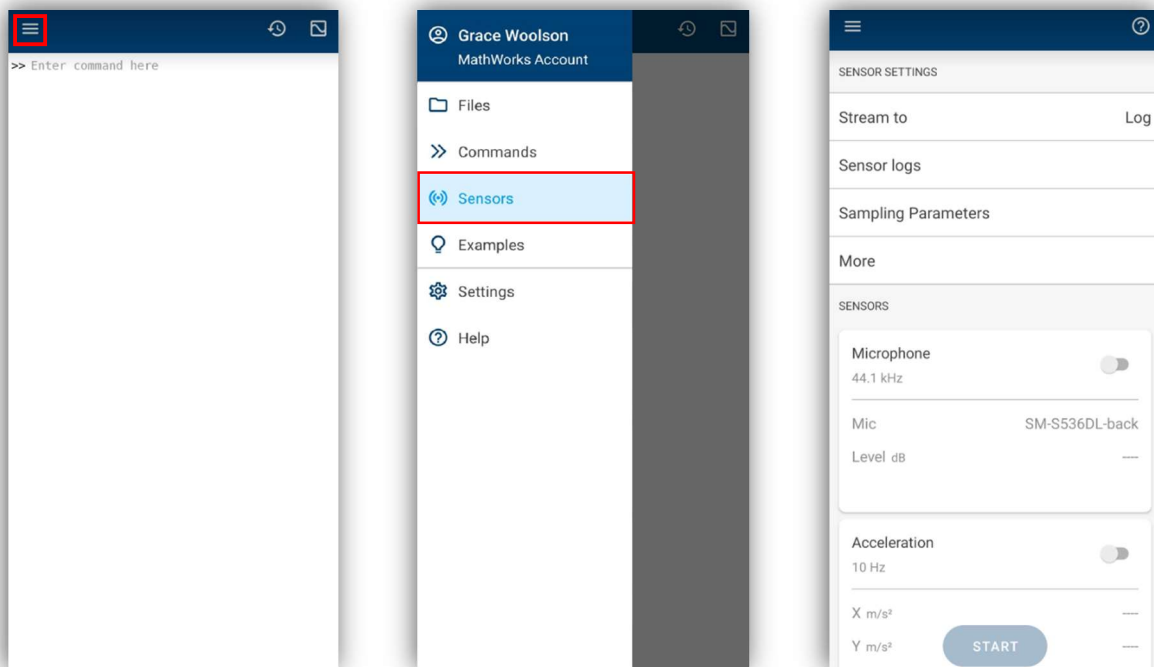 >> Enter command here
Grace Woolson
MathWorks Account
Files
Commands
Sensors
Examples
Settings
Help
SENSOR SETTINGS
Stream to Log
Sensor logs
Sampling Parameters
More
SENSORS
Microphone
44.1 kHz
Mic SM-S536DL-back
Level dB ----
Acceleration
10 Hz
X m/s² ----
Y m/s² ----
START